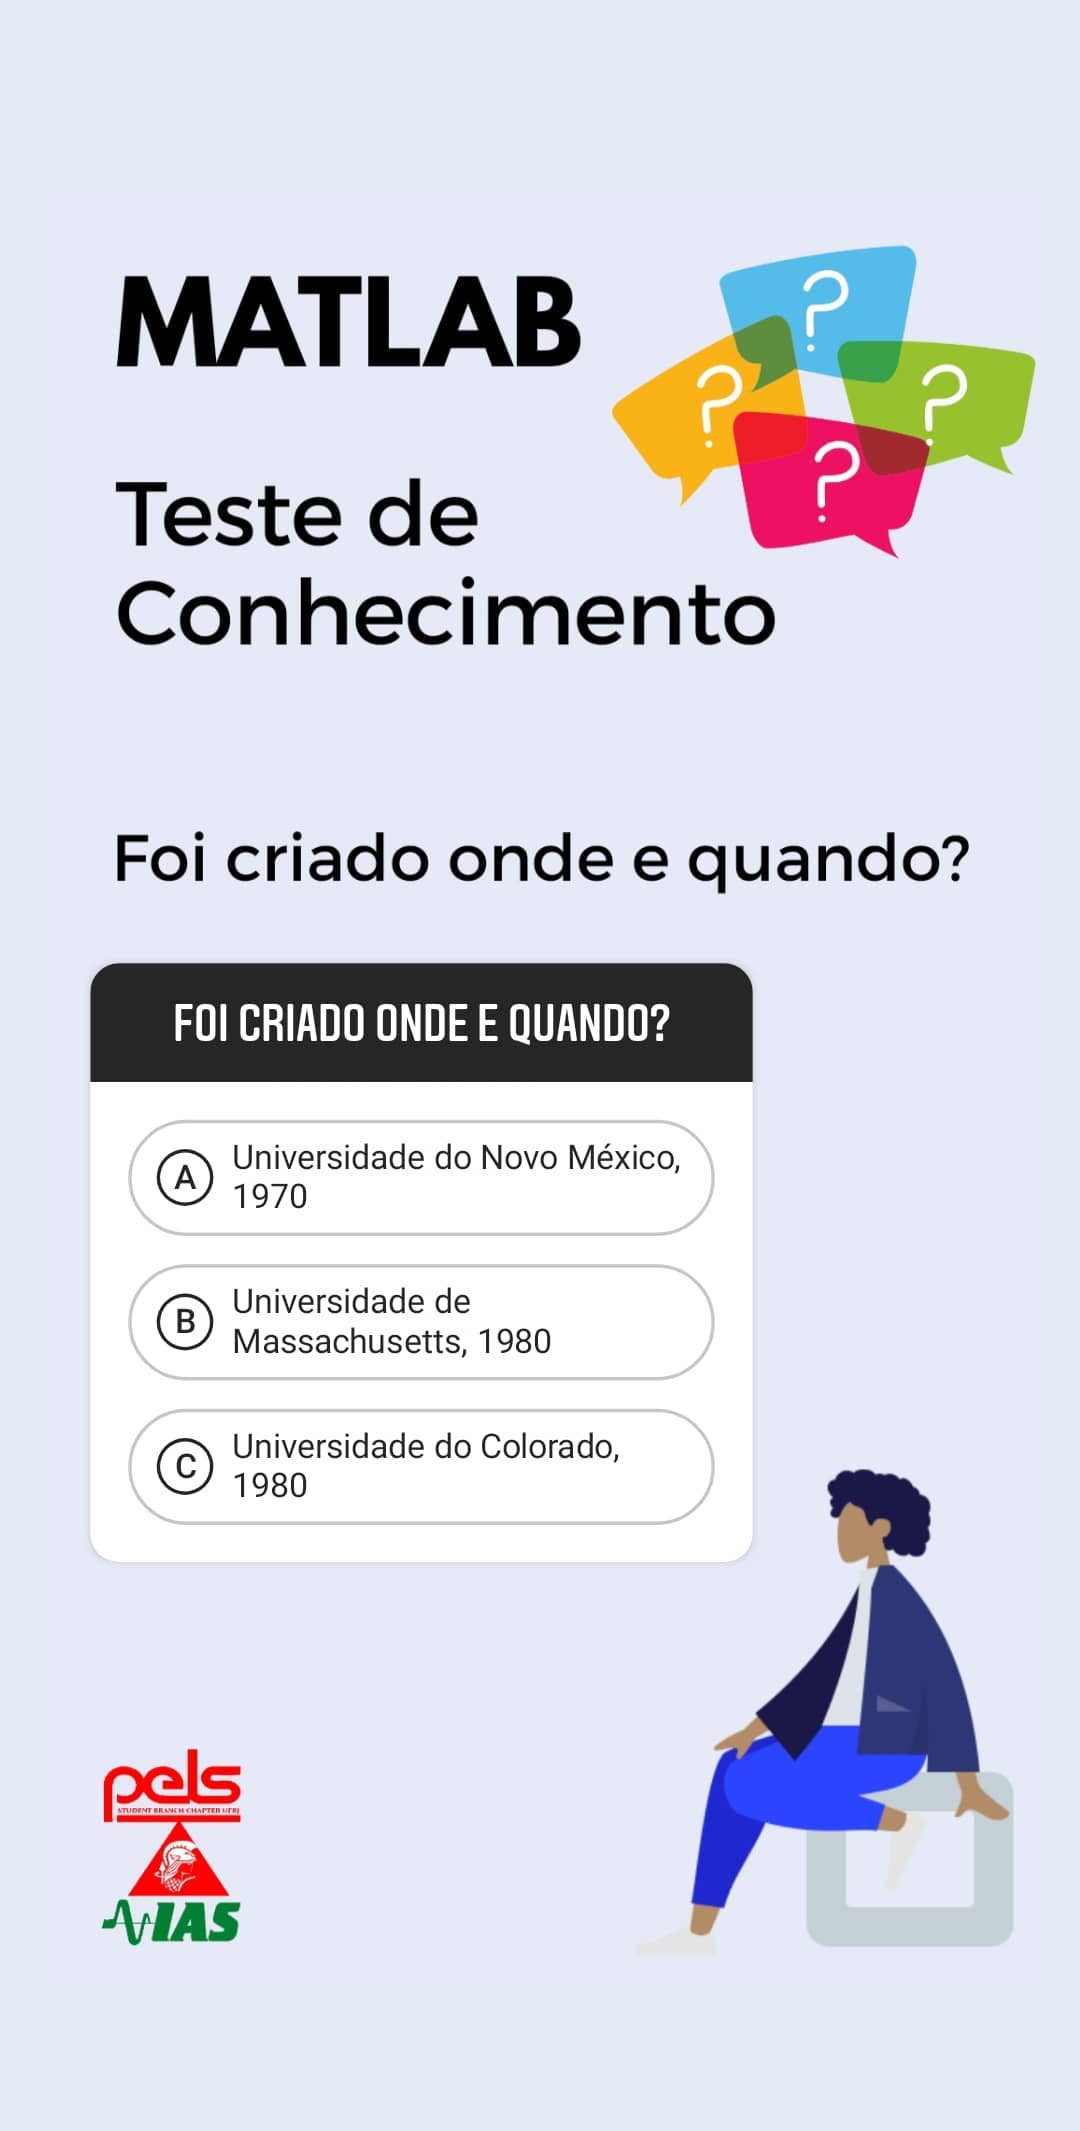 MATLAB
?
?
?
?
Teste de
Conhecimento
Foi criado onde e quando?
FOI CRIADO ONDE E QUANDO?
A
Universidade do Novo México,
1970
B
Universidade de
Massachusetts, 1980
C
Universidade do Colorado,
1980
pels
STUDENT BRANCH CHAPTER UFRJ
IAS